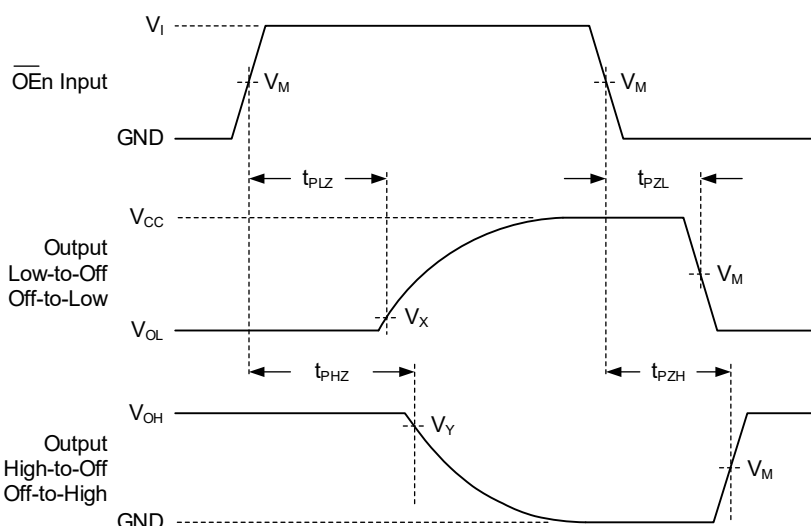 V_I
O̅E̅n Input
V_M
V_M
GND
t_PLZ
t_PZL
V_CC
Output
Low-to-Off
Off-to-Low
V_M
V_X
V_OL
t_PHZ
t_PZH
V_OH
V_Y
Output
High-to-Off
Off-to-High
V_M
GND